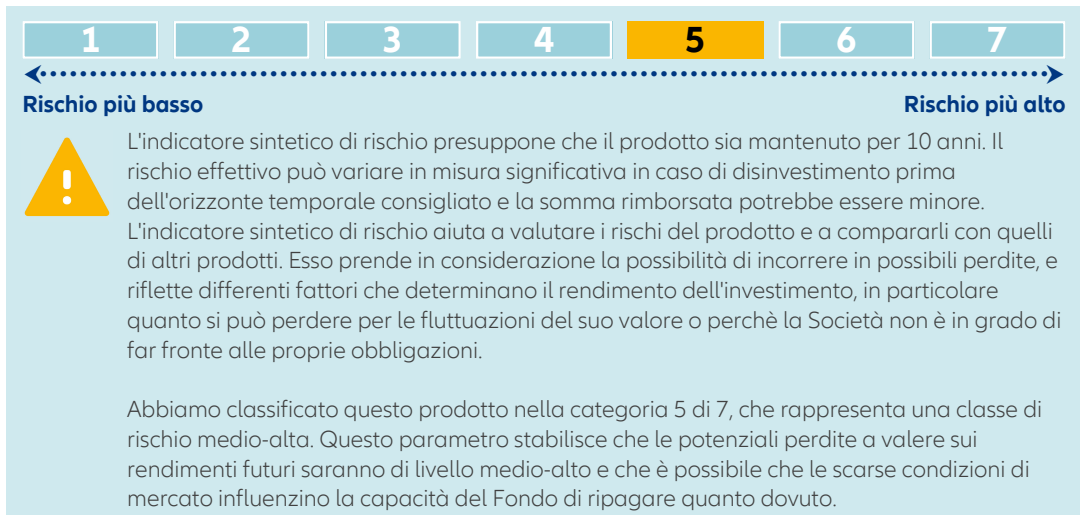 1 2 3 4 5 6 7
Rischio più basso Rischio più alto
L'indicatore sintetico di rischio presuppone che il prodotto sia mantenuto per 10 anni. Il
rischio effettivo può variare in misura significativa in caso di disinvestimento prima
dell'orizzonte temporale consigliato e la somma rimborsata potrebbe essere minore.
L'indicatore sintetico di rischio aiuta a valutare i rischi del prodotto e a compararli con quelli
di altri prodotti. Esso prende in considerazione la possibilità di incorrere in possibili perdite, e
riflette differenti fattori che determinano il rendimento dell'investimento, in particolare
quanto si può perdere per le fluttuazioni del suo valore o perchè la Società non è in grado di
far fronte alle proprie obbligazioni.
Abbiamo classificato questo prodotto nella categoria 5 di 7, che rappresenta una classe di
rischio medio-alta. Questo parametro stabilisce che le potenziali perdite a valere sui
rendimenti futuri saranno di livello medio-alto e che è possibile che le scarse condizioni di
mercato influenzino la capacità del Fondo di ripagare quanto dovuto.